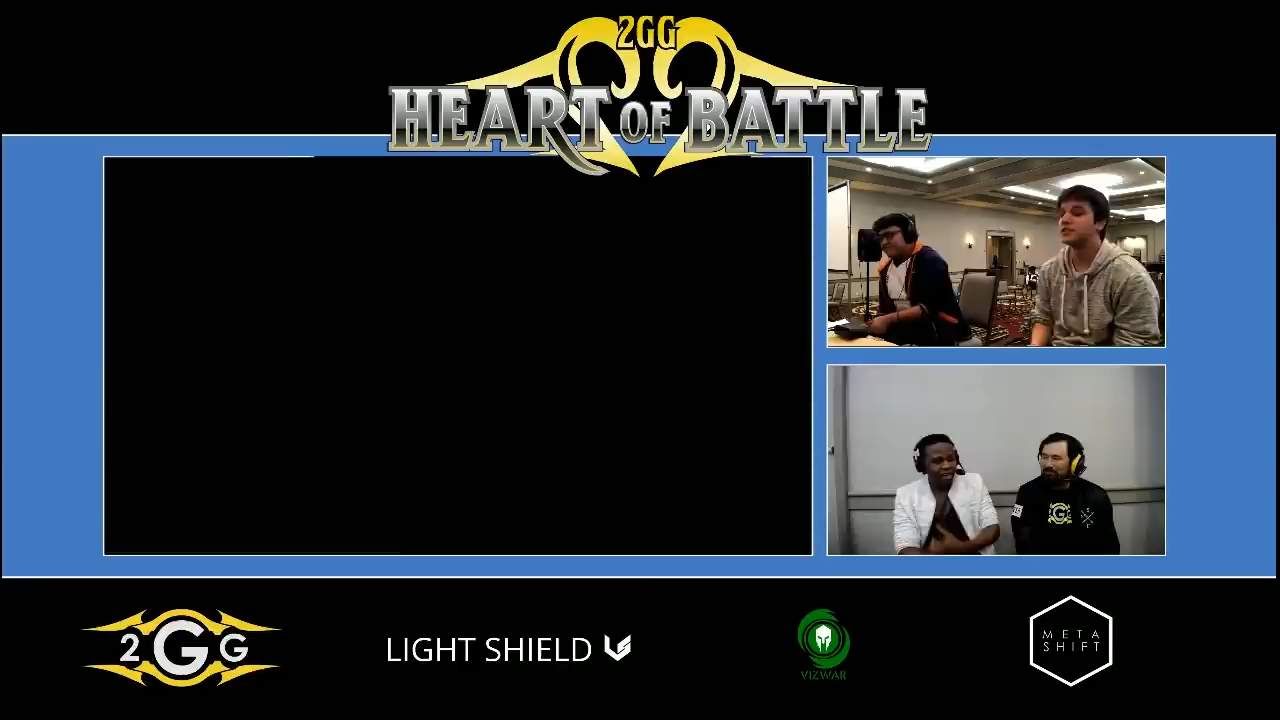 2GG
HEART OF BATTLE
G
2GG
LIGHT SHIELD
VIZWAR
META
SHIFT